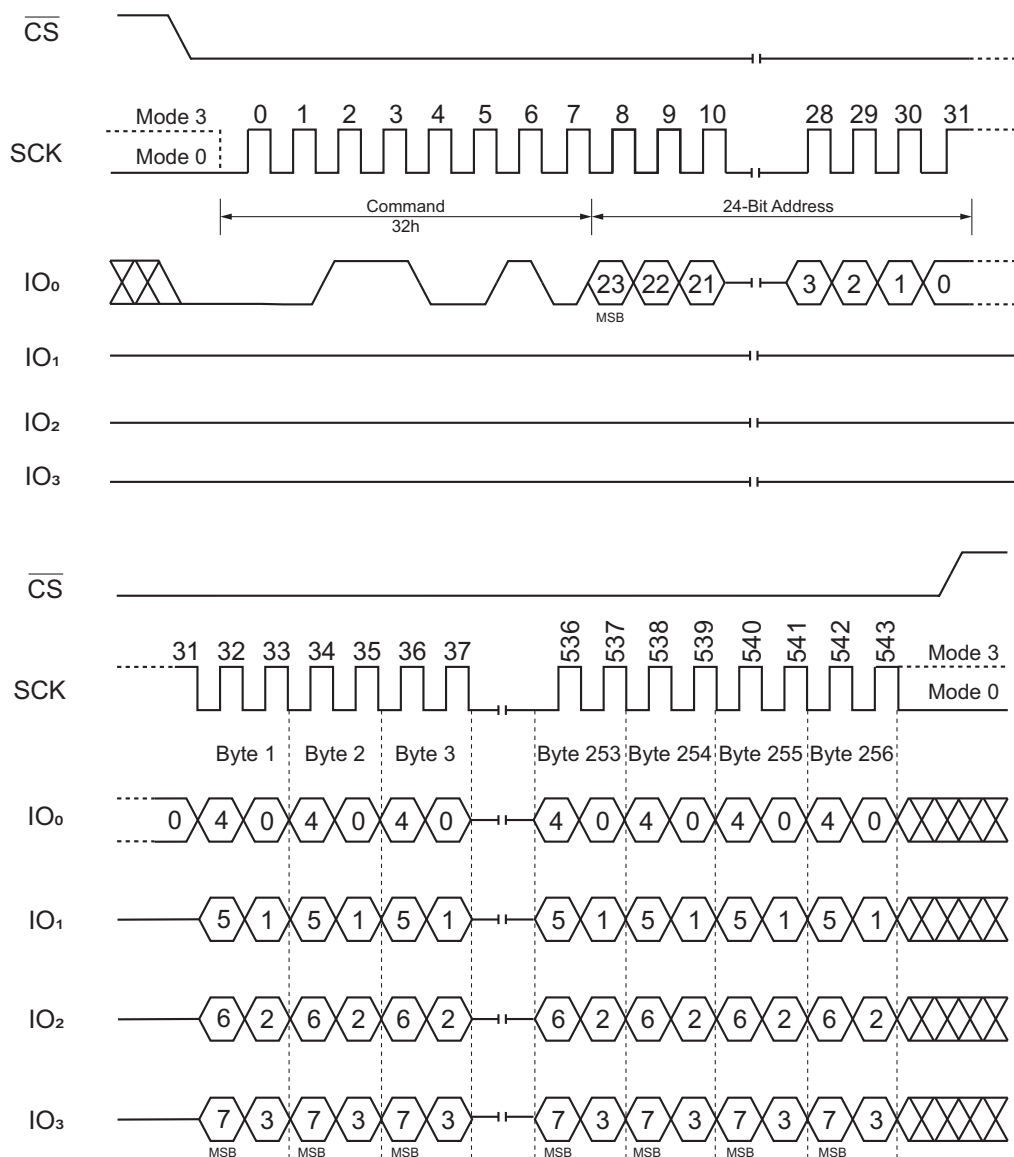 CS
Mode 3
0 1 2 3 4 5 6 7 8 9 10 28 29 30 31
SCK
Mode 0
Command
24-Bit Address
32h
IO₀
23 22 21 3 2 1 0
MSB
IO₁
IO₂
IO₃
CS
31 32 33 34 35 36 37 536 537 538 539 540 541 542 543
Mode 3
SCK
Mode 0
Byte 1 Byte 2 Byte 3 Byte 253 Byte 254 Byte 255 Byte 256
IO₀ 0 4 0 4 0 4 0 4 0 4 0 4 0 4 0
IO₁ 5 1 5 1 5 1 5 1 5 1 5 1 5 1
IO₂ 6 2 6 2 6 2 6 2 6 2 6 2 6 2
IO₃ 7 3 7 3 7 3 7 3 7 3 7 3 7 3
MSB MSB MSB MSB MSB MSB MSB